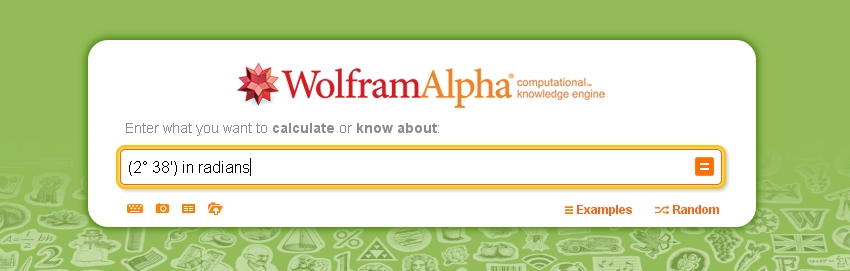 WolframAlpha® computational™
knowledge engine
Enter what you want to calculate or know about:
(2° 38') in radians
=
Examples
Random